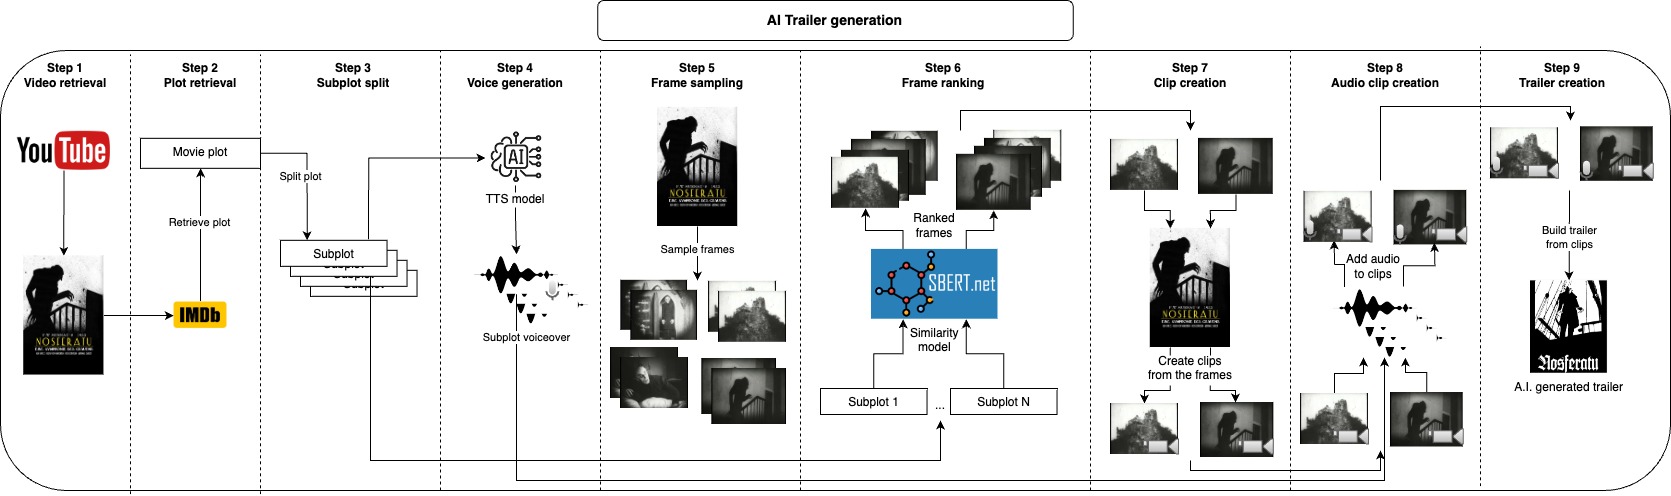 AI Trailer generation
Step 1
Video retrieval
Step 2
Plot retrieval
Step 3
Subplot split
Step 4
Voice generation
Step 5
Frame sampling
Step 6
Frame ranking
Step 7
Clip creation
Step 8
Audio clip creation
Step 9
Trailer creation
YouTube
NOSFERATU
IMDb
Retrieve plot
Movie plot
Split plot
Subplot
Subplot
Subplot
Subplot
AI
TTS model
Subplot voiceover
NOSFERATU
Sample frames
Ranked
frames
SBERT.net
Similarity
model
Subplot 1
...
Subplot N
NOSFERATU
Create clips
from the frames
Add audio
to clips
Build trailer
from clips
Nosferatu
A.I. generated trailer